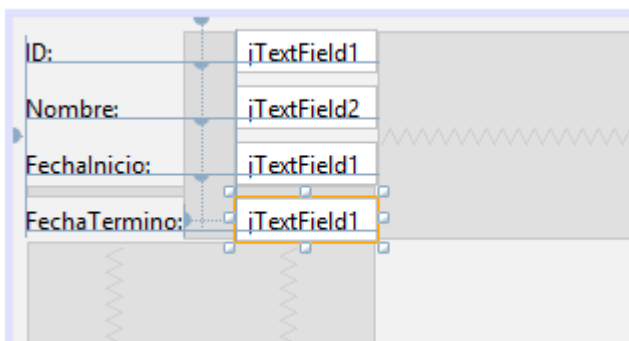 ID: jTextField1
Nombre: jTextField2
FechaInicio: jTextField1
FechaTermino: jTextField1